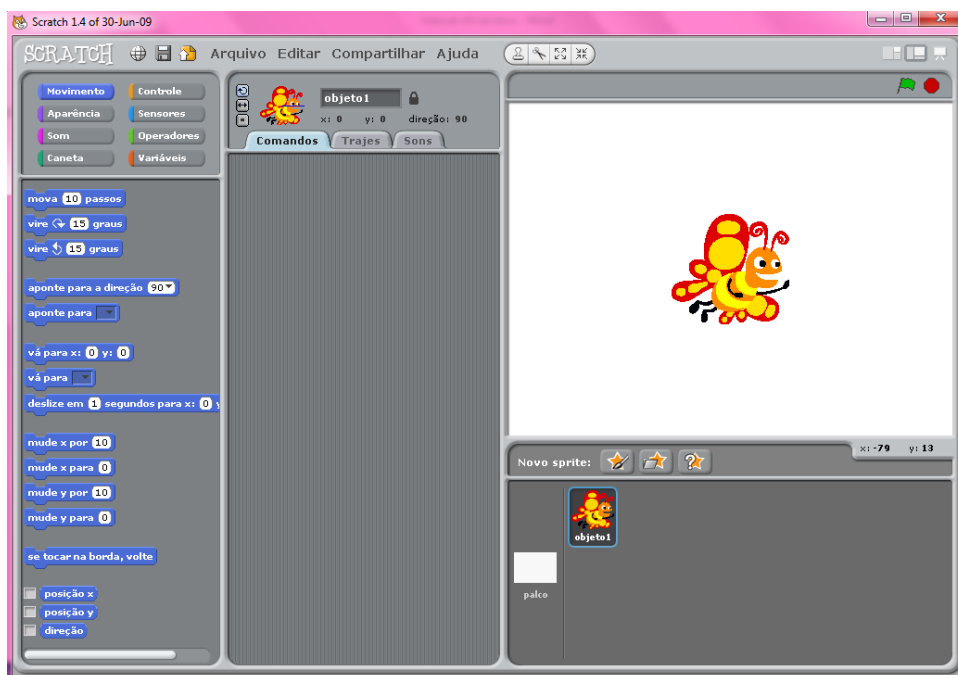 Scratch 1.4 of 30-Jun-09
SCRATCH Arquivo Editar Compartilhar Ajuda
Movimento Controle
Aparência Sensores
Som Operadores
Caneta Variáveis
mova 10 passos
vire 15 graus
vire 15 graus
aponte para a direção 90
aponte para
vá para x: 0 y: 0
vá para
deslize em 1 segundos para x: 0 y
mude x por 10
mude x para 0
mude y por 10
mude y para 0
se tocar na borda, volte
posição x
posição y
direção
objeto1
x: 0 y: 0 direção: 90
Comandos Trajes Sons
x: -79 y: 13
Novo sprite:
objeto1
palco